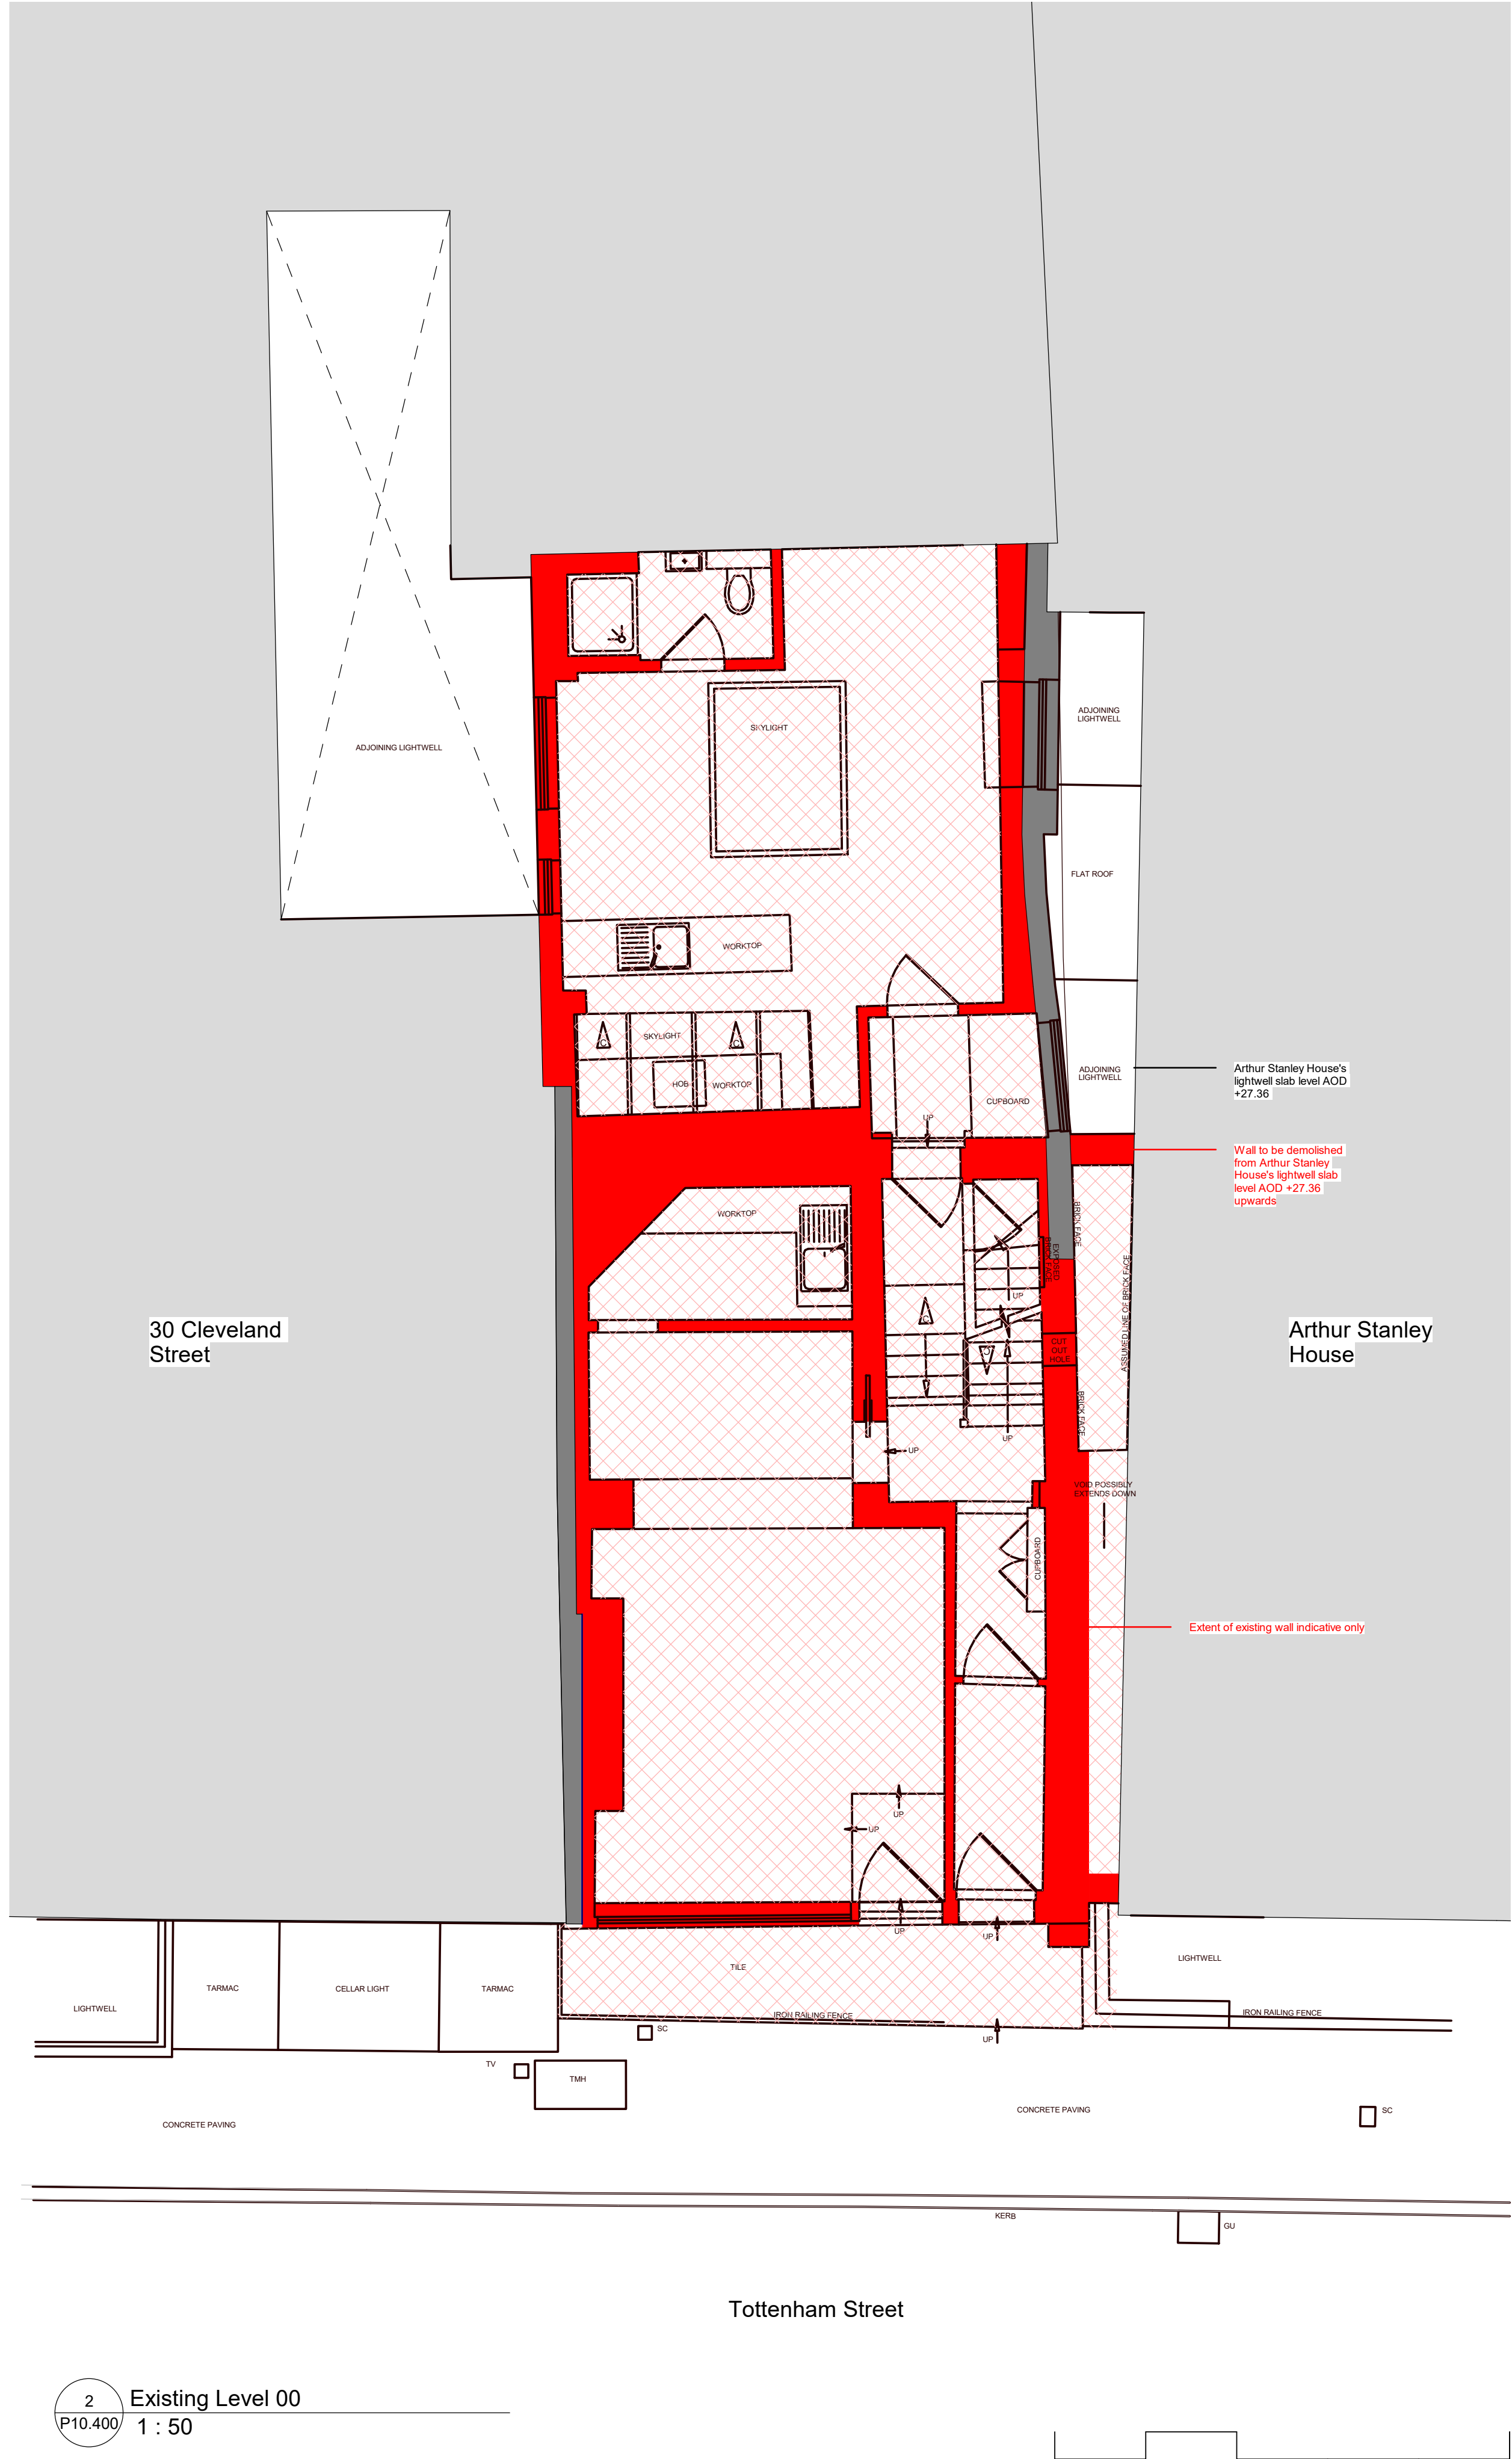 SKYLIGHT
ADJOINING
LIGHTWELL
ADJOINING LIGHTWELL
FLAT ROOF
WORKTOP
C
SKYLIGHT
C
HOB
WORKTOP
CUPBOARD
UP
ADJOINING
LIGHTWELL
Arthur Stanley House's
lightwell slab level AOD
+27.36
Wall to be demolished
from Arthur Stanley
House's lightwell slab
level AOD +27.36
upwards
WORKTOP
BRICK FACE
EXPOSED
BRICK FACE
UP
C
C
CUT
OUT
HOLE
ASSUMED LINE OF BRICK FACE
BRICK FACE
30 Cleveland
Street
Arthur Stanley
House
UP
UP
VOID POSSIBLY
EXTENDS DOWN
CUPBOARD
Extent of existing wall indicative only
UP
UP
UP
UP
TILE
LIGHTWELL
TARMAC
CELLAR LIGHT
TARMAC
LIGHTWELL
IRON RAILING FENCE
IRON RAILING FENCE
SC
UP
TV
TMH
CONCRETE PAVING
CONCRETE PAVING
SC
KERB
GU
Tottenham Street
2
P10.400
Existing Level 00
1 : 50